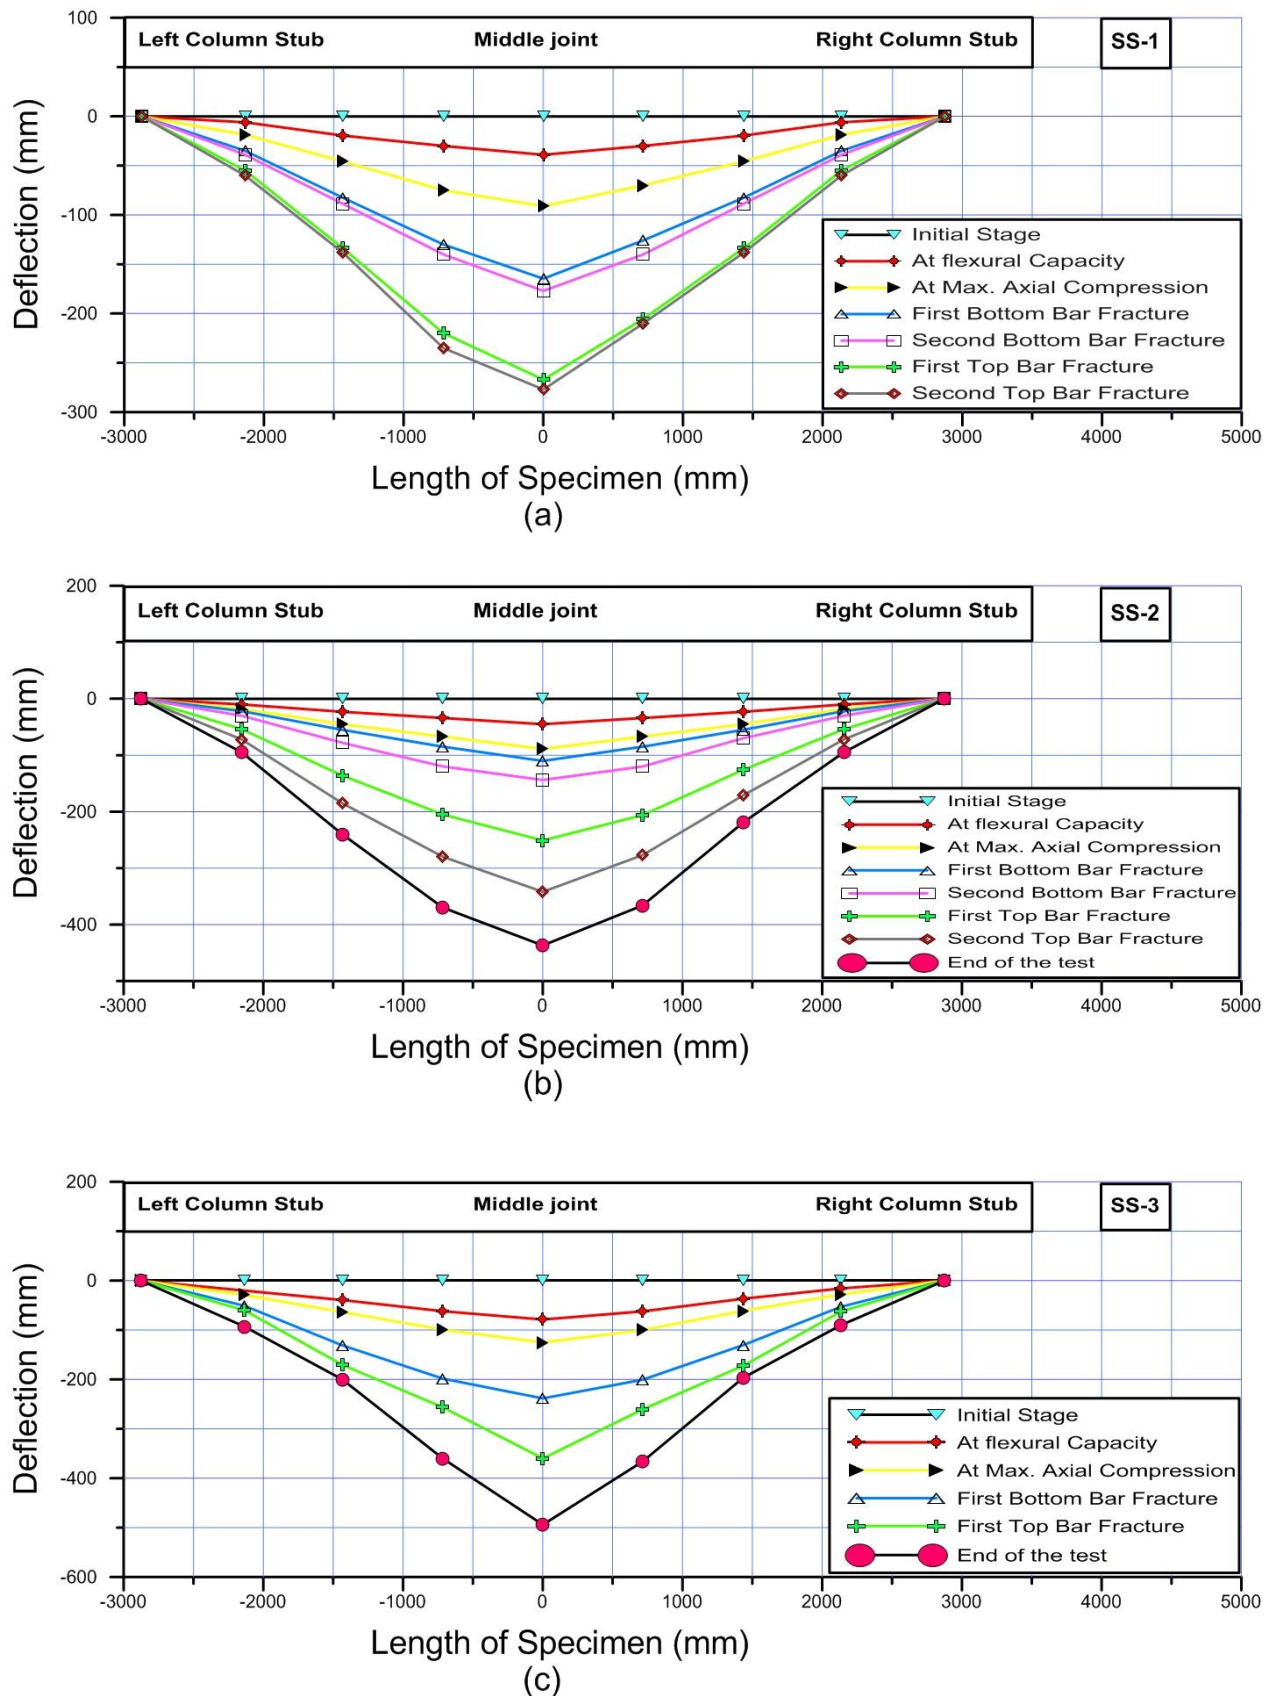 100
Left Column Stub Middle joint Right Column Stub SS-1
0
-100
-200
-300
Deflection (mm)
Initial Stage
At flexural Capacity
At Max. Axial Compression
First Bottom Bar Fracture
Second Bottom Bar Fracture
First Top Bar Fracture
Second Top Bar Fracture
-3000 -2000 -1000 0 1000 2000 3000 4000 5000
Length of Specimen (mm)
(a)
200
Left Column Stub Middle joint Right Column Stub SS-2
0
-200
-400
Deflection (mm)
Initial Stage
At flexural Capacity
At Max. Axial Compression
First Bottom Bar Fracture
Second Bottom Bar Fracture
First Top Bar Fracture
Second Top Bar Fracture
End of the test
-3000 -2000 -1000 0 1000 2000 3000 4000 5000
Length of Specimen (mm)
(b)
200
Left Column Stub Middle joint Right Column Stub SS-3
0
-200
-400
-600
Deflection (mm)
Initial Stage
At flexural Capacity
At Max. Axial Compression
First Bottom Bar Fracture
First Top Bar Fracture
End of the test
-3000 -2000 -1000 0 1000 2000 3000 4000 5000
Length of Specimen (mm)
(c)